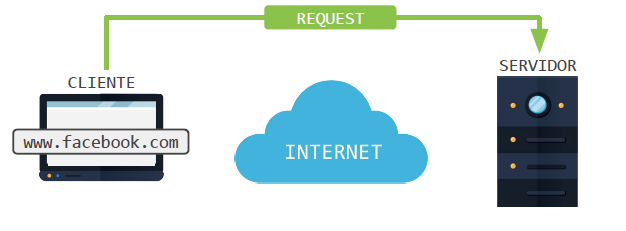 REQUEST
CLIENTE
SERVIDOR
www.facebook.com
INTERNET